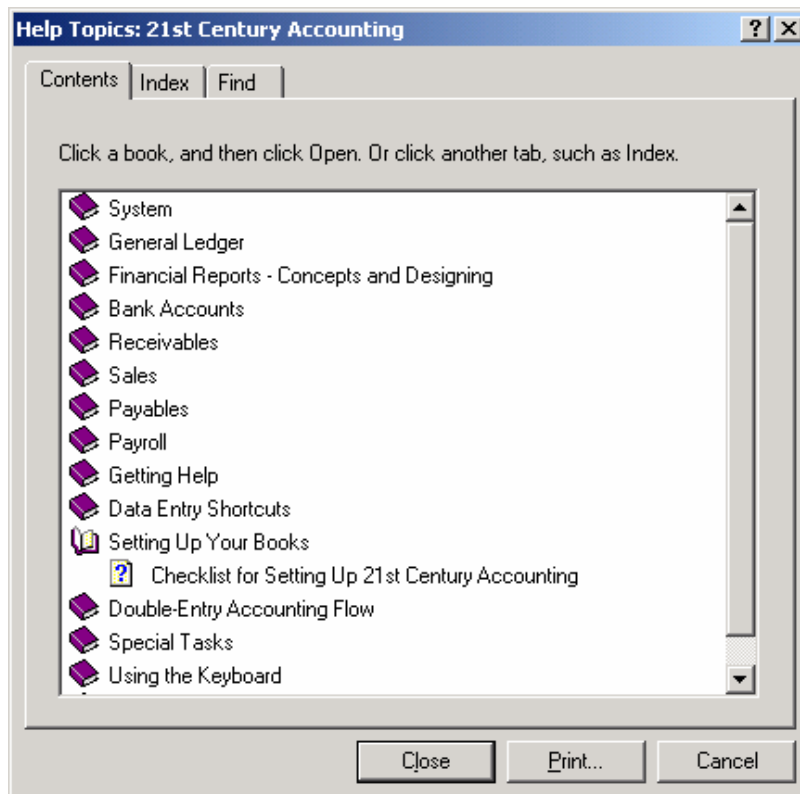 Help Topics: 21st Century Accounting
Contents Index Find
Click a book, and then click Open. Or click another tab, such as Index.
System
General Ledger
Financial Reports - Concepts and Designing
Bank Accounts
Receivables
Sales
Payables
Payroll
Getting Help
Data Entry Shortcuts
Setting Up Your Books
Checklist for Setting Up 21st Century Accounting
Double-Entry Accounting Flow
Special Tasks
Using the Keyboard
Close Print... Cancel